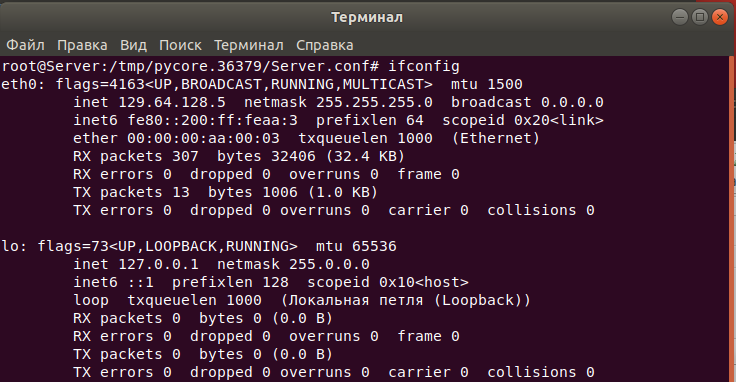 Терминал
Файл Правка Вид Поиск Терминал Справка
root@Server:/tmp/pycore.36379/Server.conf# ifconfig
eth0: flags=4163<UP,BROADCAST,RUNNING,MULTICAST>  mtu 1500
        inet 129.64.128.5  netmask 255.255.255.0  broadcast 0.0.0.0
        inet6 fe80::200:ff:feaa:3  prefixlen 64  scopeid 0x20<link>
        ether 00:00:00:aa:00:03  txqueuelen 1000  (Ethernet)
        RX packets 307  bytes 32406 (32.4 KB)
        RX errors 0  dropped 0  overruns 0  frame 0
        TX packets 13  bytes 1006 (1.0 KB)
        TX errors 0  dropped 0 overruns 0  carrier 0  collisions 0
lo: flags=73<UP,LOOPBACK,RUNNING>  mtu 65536
        inet 127.0.0.1  netmask 255.0.0.0
        inet6 ::1  prefixlen 128  scopeid 0x10<host>
        loop  txqueuelen 1000  (Локальная петля (Loopback))
        RX packets 0  bytes 0 (0.0 B)
        RX errors 0  dropped 0  overruns 0  frame 0
        TX packets 0  bytes 0 (0.0 B)
        TX errors 0  dropped 0 overruns 0  carrier 0  collisions 0